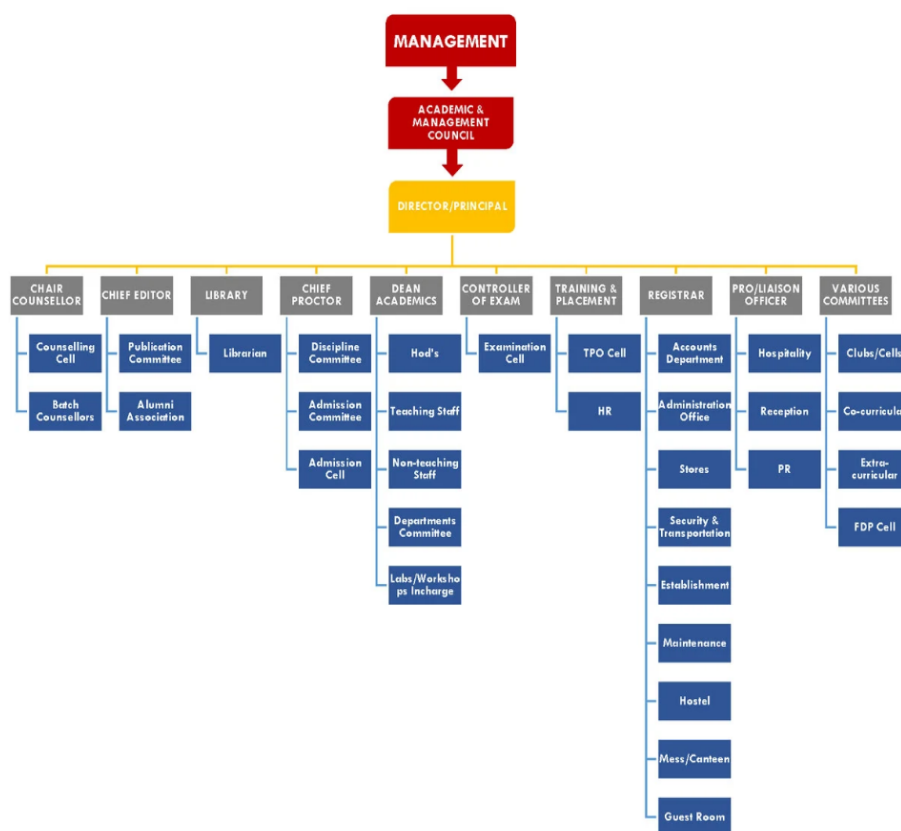 MANAGEMENT
ACADEMIC &
MANAGEMENT
COUNCIL
DIRECTOR/PRINCIPAL
CHAIR
COUNSELLOR
CHIEF EDITOR
LIBRARY
CHIEF
PROCTOR
DEAN
ACADEMICS
CONTROLLER
OF EXAM
TRAINING &
PLACEMENT
REGISTRAR
PRO/LIAISON
OFFICER
VARIOUS
COMMITTEES
Counselling
Cell
Batch
Counsellors
Publication
Committee
Alumni
Association
Librarian
Discipline
Committee
Admission
Committee
Admission
Cell
Hod's
Teaching Staff
Non-teaching
Staff
Departments
Committee
Labs/Worksho
ps Incharge
Examination
Cell
TPO Cell
HR
Accounts
Department
Administration
Office
Stores
Security &
Transportation
Establishment
Maintenance
Hostel
Mess/Canteen
Guest Room
Hospitality
Reception
PR
Clubs/Cells
Co-curricular
Extra-
curricular
FDP Cell